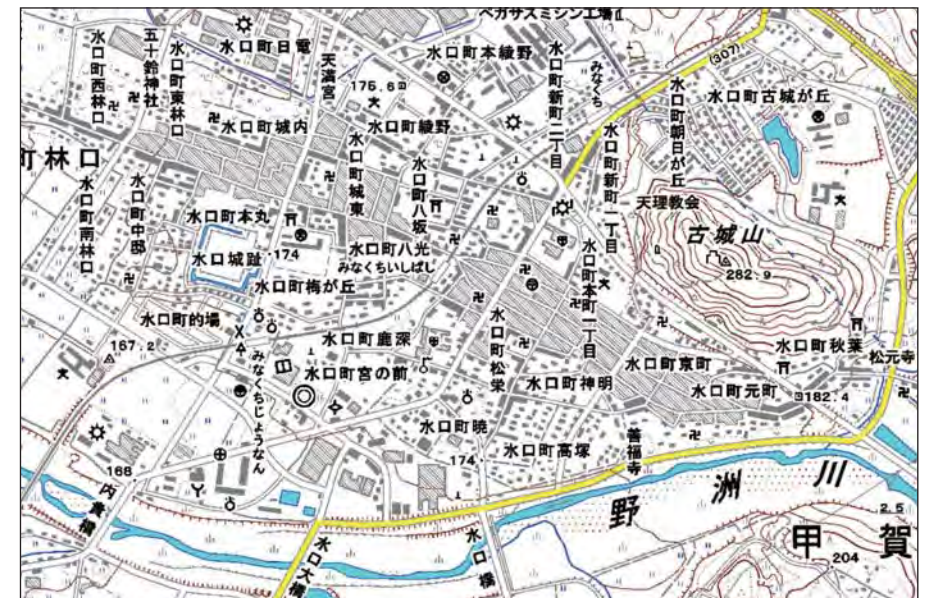 ペガサスミシン工場
水口町日電
水口町本綾野
五十鈴神社
水口町西林口
水口町東林口
天満宮
水口町新町二丁目
みなくち
(307)
水口町古城が丘
水口町朝日が丘
175.6
水口町城内
水口町綾野
町林口
水口町城東
水口町八坂
水口町新町一丁目
天理教会
水口町南林口
水口町中邸
水口町本丸
古城山
水口城趾
174
水口町八光
みなくちいしばし
水口町本町一丁目
282.9
水口町梅が丘
水口町的場
167.2
水口町鹿深
水口町松栄
水口町京町
水口町秋葉
松元寺
みなくちじょうなん
水口町宮の前
水口町神明
水口町元町
182.4
水口町暁
水口町高塚
善福寺
168
174
野洲川
内貴橋
水口大橋
水口橋
甲賀
2.5
204